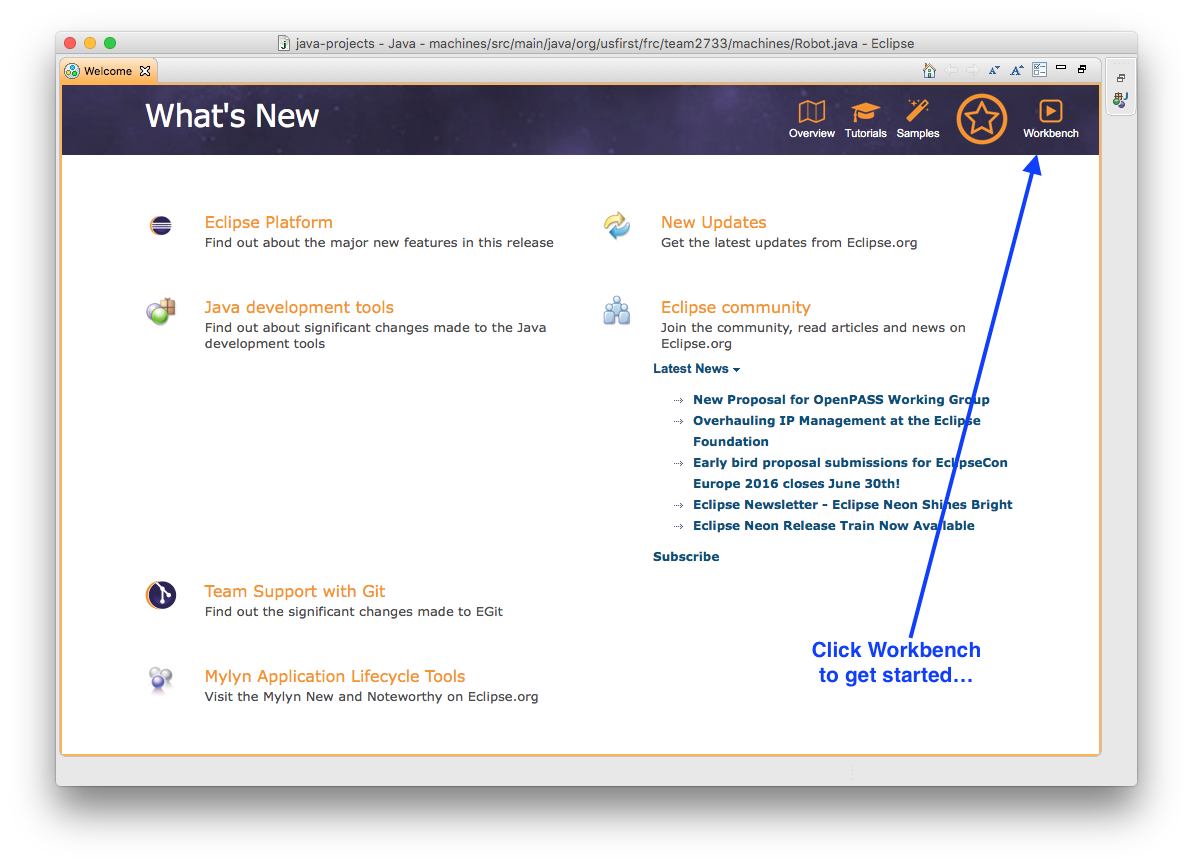 java-projects - Java - machines/src/main/java/org/usfirst/frc/team2733/machines/Robot.java - Eclipse
Welcome
What's New
Overview
Tutorials
Samples
Workbench
Eclipse Platform
Find out about the major new features in this release
Java development tools
Find out about significant changes made to the Java
development tools
Team Support with Git
Find out the significant changes made to EGit
Mylyn Application Lifecycle Tools
Visit the Mylyn New and Noteworthy on Eclipse.org
New Updates
Get the latest updates from Eclipse.org
Eclipse community
Join the community, read articles and news on
Eclipse.org
Latest News
New Proposal for OpenPASS Working Group
Overhauling IP Management at the Eclipse
Foundation
Early bird proposal submissions for EclipseCon
Europe 2016 closes June 30th!
Eclipse Newsletter - Eclipse Neon Shines Bright
Eclipse Neon Release Train Now Available
Subscribe
Click Workbench
to get started...